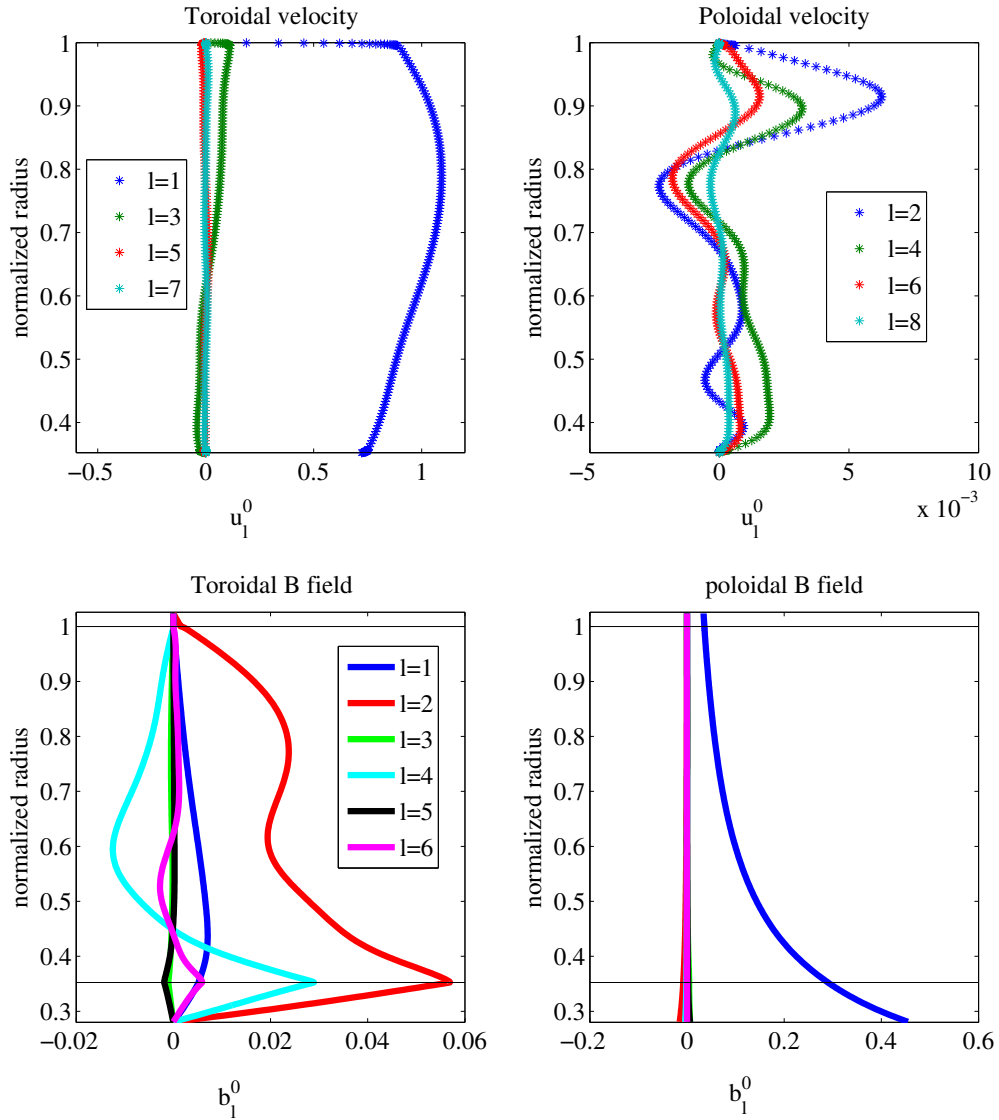 Toroidal velocity
normalized radius
1
0.9
0.8
0.7
0.6
0.5
0.4
l=1
l=3
l=5
l=7
−0.5 0 0.5 1
u_l^0
Poloidal velocity
normalized radius
1
0.9
0.8
0.7
0.6
0.5
0.4
l=2
l=4
l=6
l=8
−5 0 5 10
x 10^−3
u_l^0
Toroidal B field
normalized radius
1
0.9
0.8
0.7
0.6
0.5
0.4
0.3
l=1
l=2
l=3
l=4
l=5
l=6
−0.02 0 0.02 0.04 0.06
b_l^0
poloidal B field
normalized radius
1
0.9
0.8
0.7
0.6
0.5
0.4
0.3
−0.2 0 0.2 0.4 0.6
b_l^0